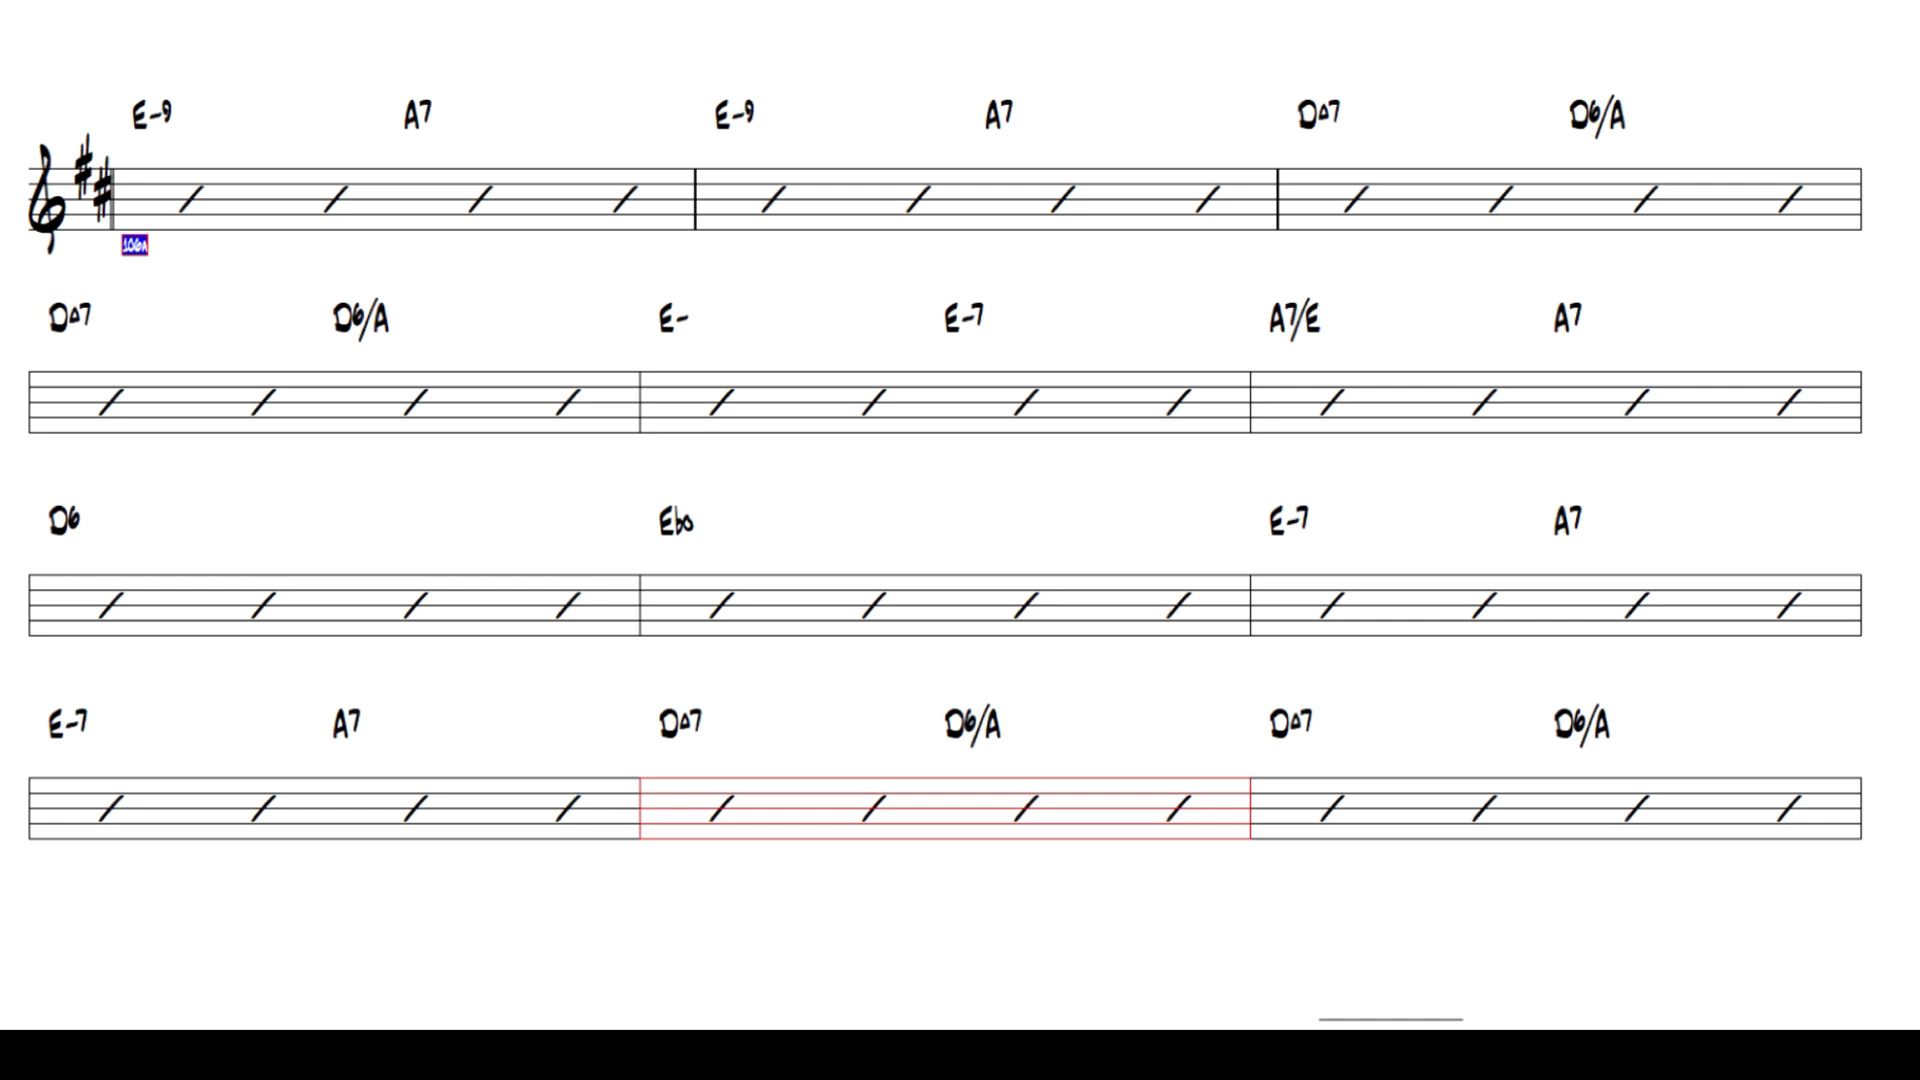 E-9 A7 E-9 A7 D△7 D6/A
106A
D△7 D6/A E- E-7 A7/E A7
D6 Ebo E-7 A7
E-7 A7 D△7 D6/A D△7 D6/A